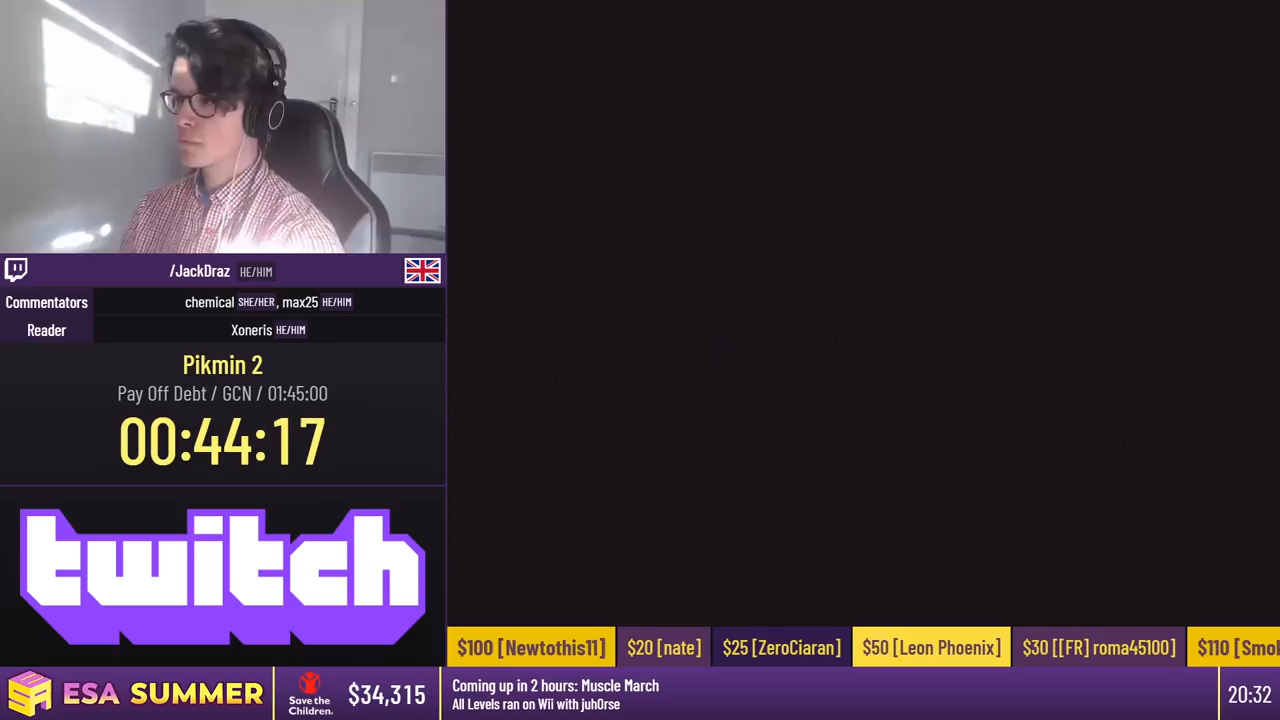 /JackDraz HE/HIM
Commentators chemical SHE/HER, max25 HE/HIM
Reader Xoneris HE/HIM
Pikmin 2
Pay Off Debt / GCN / 01:45:00
00:44:17
twitch
$100 [Newtothis11] $20 [nate] $25 [ZeroCiaran] $50 [Leon Phoenix] $30 [[FR] roma45100] $110 [Smol
ESA SUMMER
Save the
Children.
$34,315
Coming up in 2 hours: Muscle March
All Levels ran on Wii with juh0rse
20:32